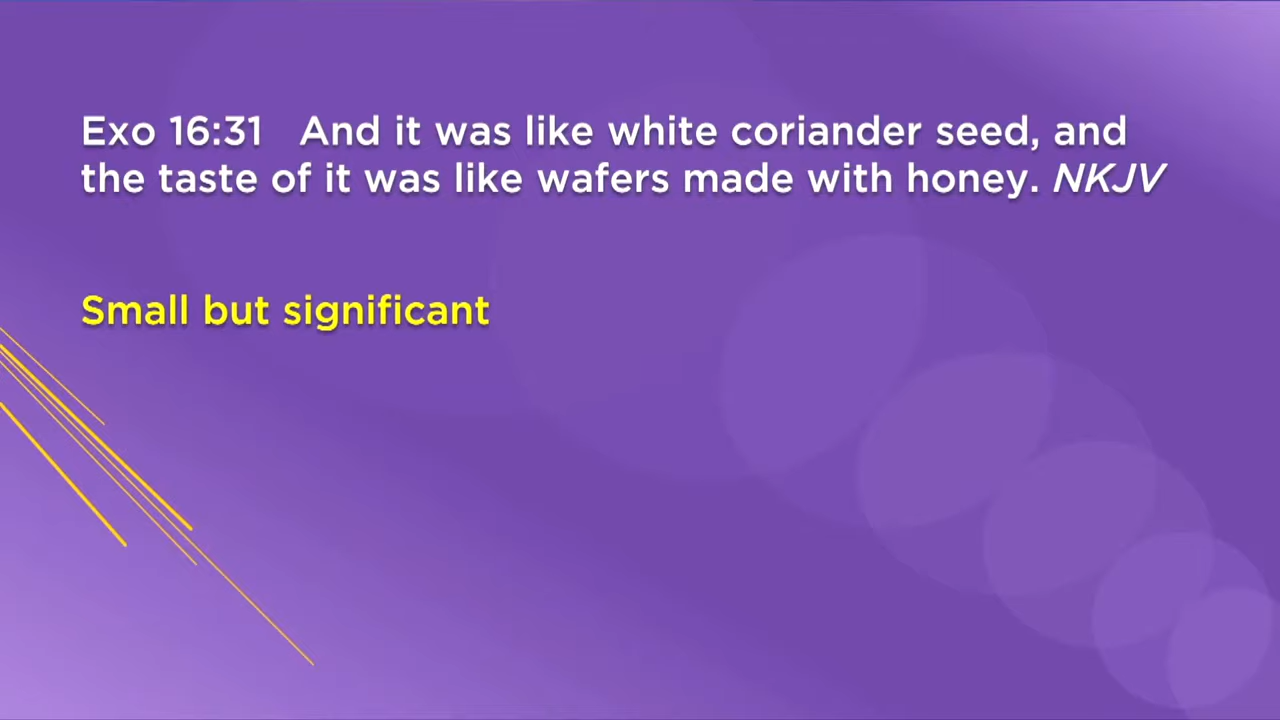 Exo 16:31 And it was like white coriander seed, and
the taste of it was like wafers made with honey. NKJV
Small but significant